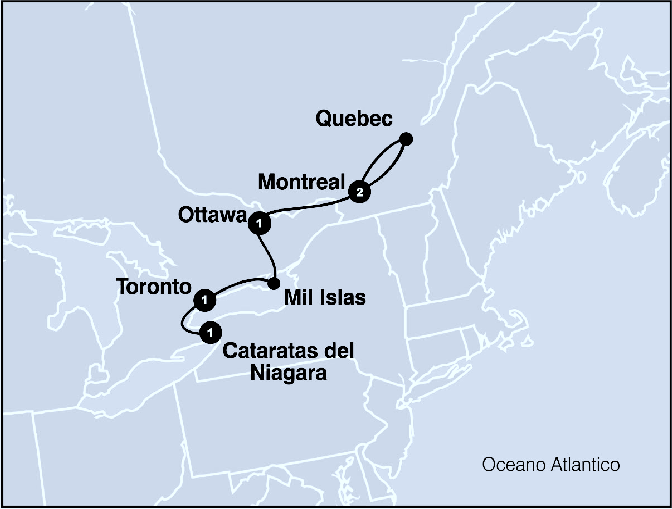 Quebec
Montreal
2
Ottawa
1
Toronto
1
Mil Islas
1
Cataratas del
Niagara
Oceano Atlantico